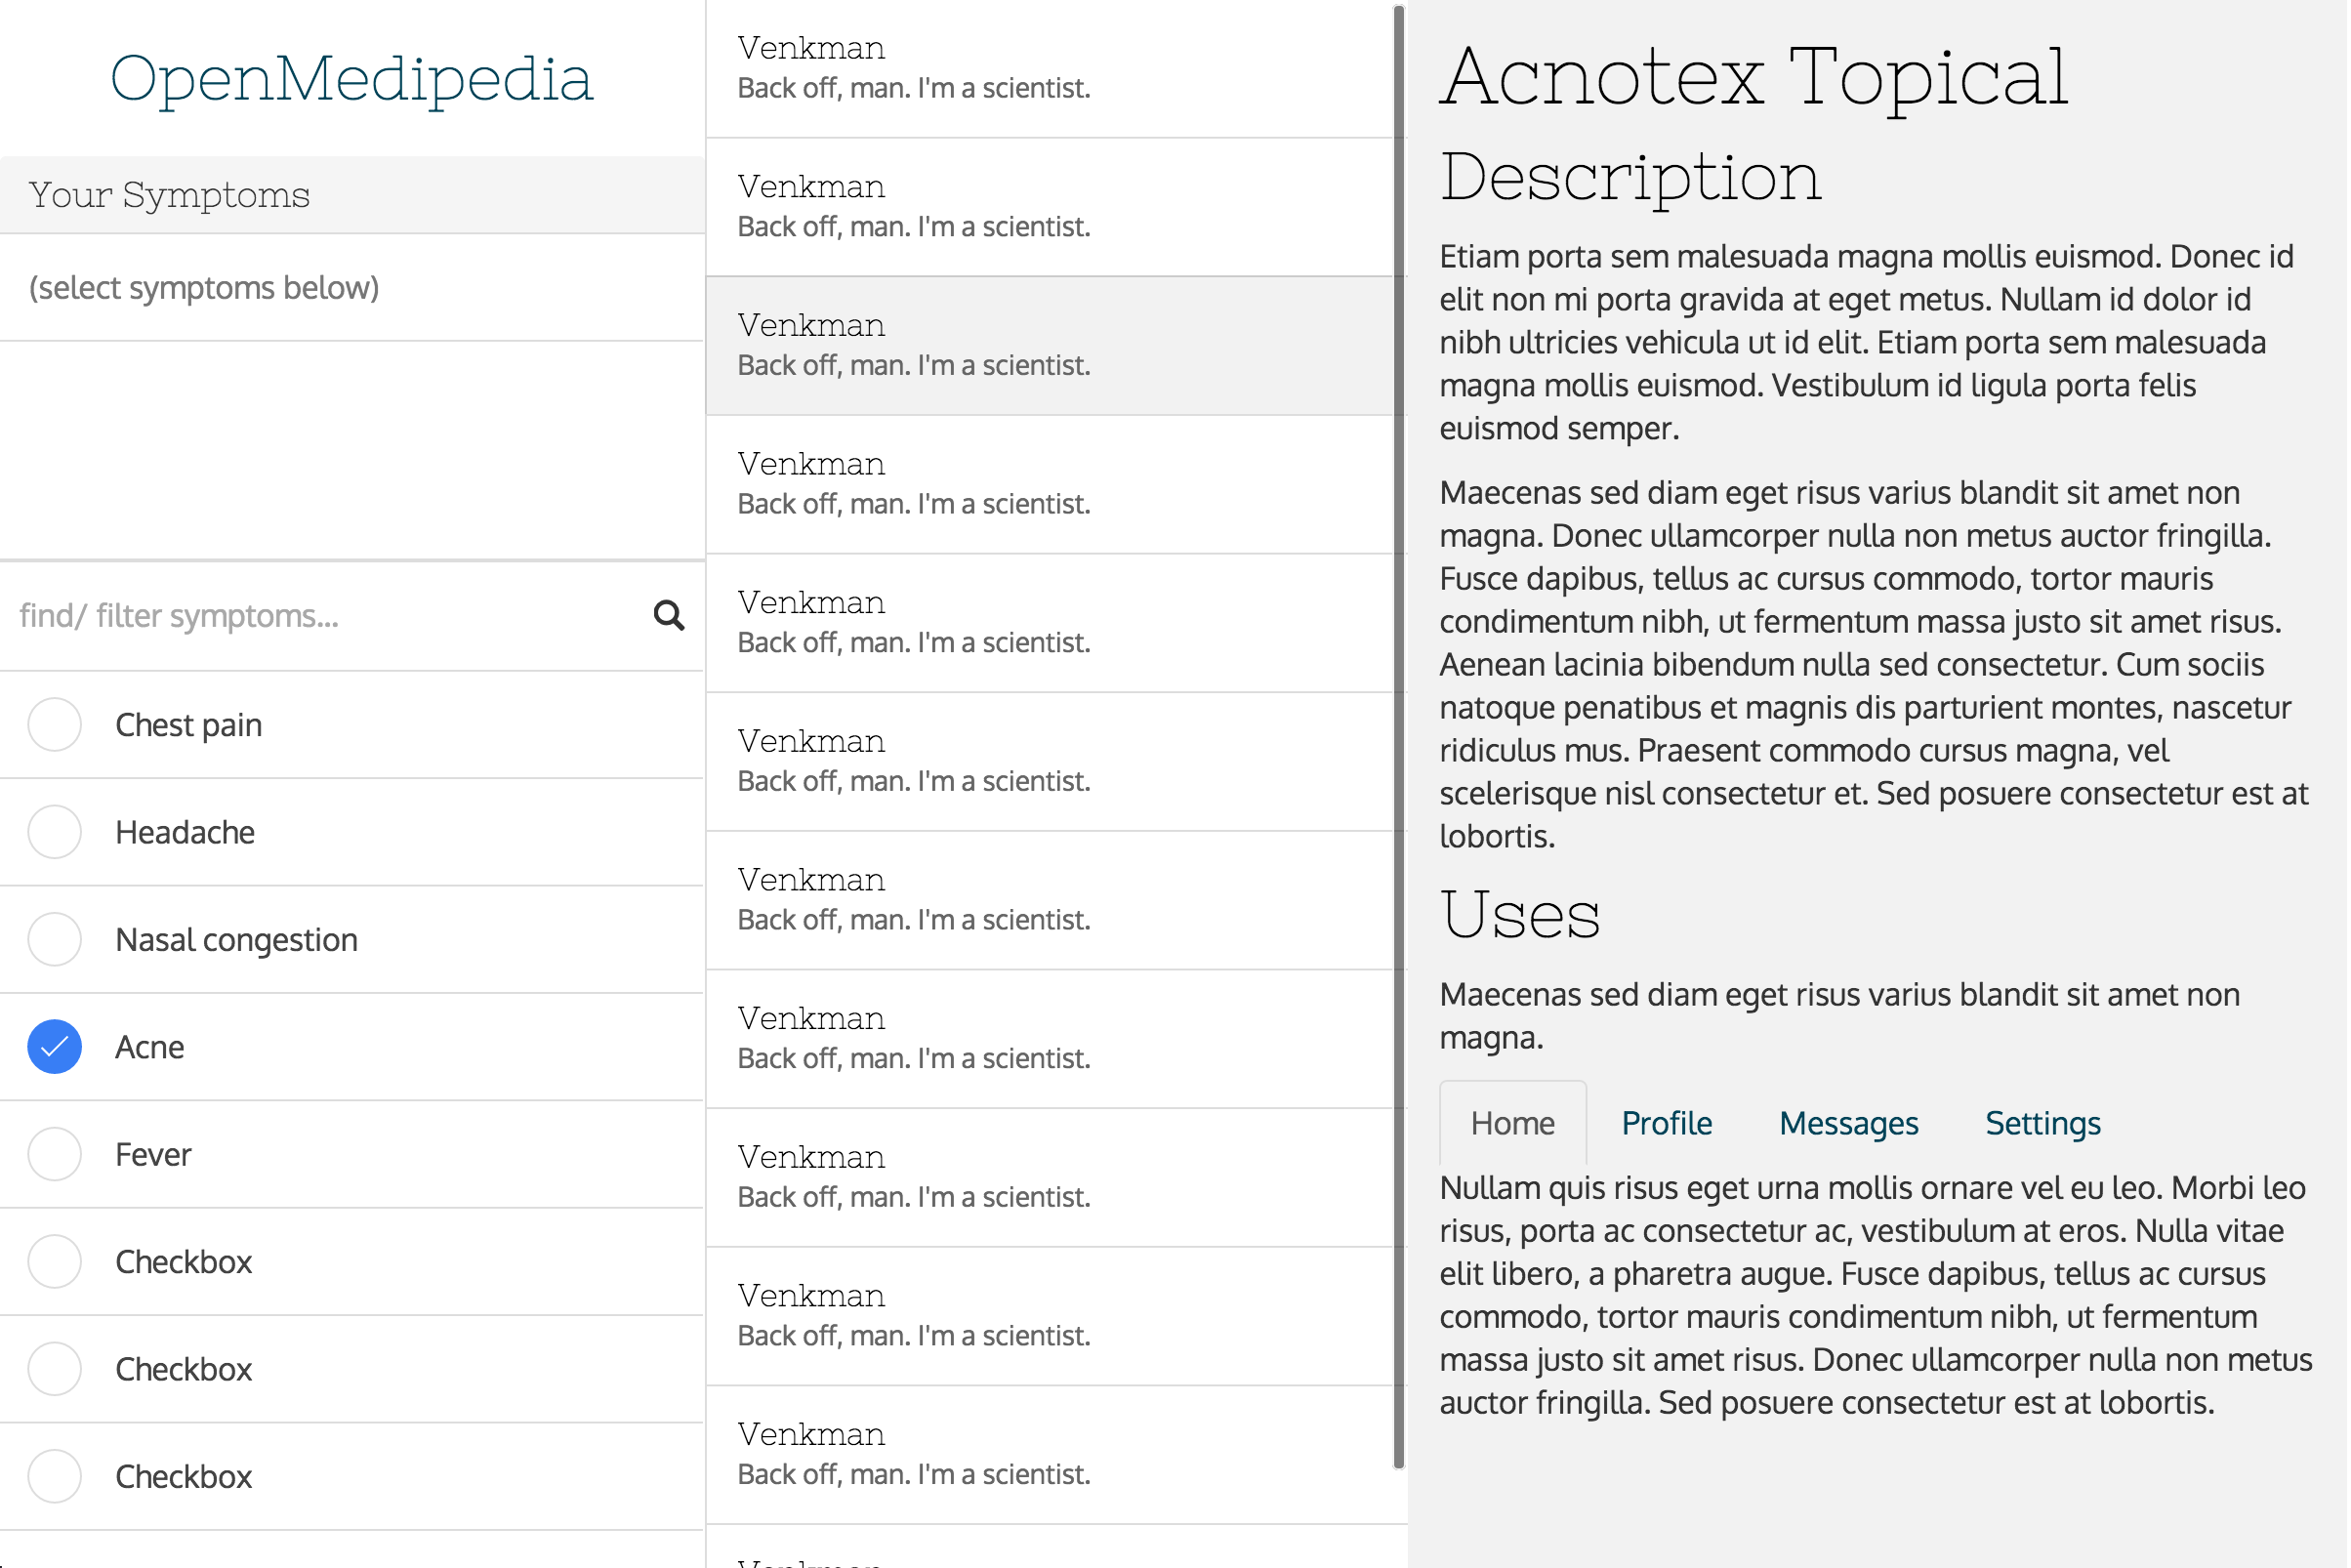 OpenMedipedia
Your Symptoms
(select symptoms below)
find/ filter symptoms...
Chest pain
Headache
Nasal congestion
Acne
Fever
Checkbox
Checkbox
Checkbox
Venkman
Back off, man. I'm a scientist.
Venkman
Back off, man. I'm a scientist.
Venkman
Back off, man. I'm a scientist.
Venkman
Back off, man. I'm a scientist.
Venkman
Back off, man. I'm a scientist.
Venkman
Back off, man. I'm a scientist.
Venkman
Back off, man. I'm a scientist.
Venkman
Back off, man. I'm a scientist.
Venkman
Back off, man. I'm a scientist.
Venkman
Back off, man. I'm a scientist.
Venkman
Back off, man. I'm a scientist.
Acnotex Topical
Description
Etiam porta sem malesuada magna mollis euismod. Donec id
elit non mi porta gravida at eget metus. Nullam id dolor id
nibh ultricies vehicula ut id elit. Etiam porta sem malesuada
magna mollis euismod. Vestibulum id ligula porta felis
euismod semper.
Maecenas sed diam eget risus varius blandit sit amet non
magna. Donec ullamcorper nulla non metus auctor fringilla.
Fusce dapibus, tellus ac cursus commodo, tortor mauris
condimentum nibh, ut fermentum massa justo sit amet risus.
Aenean lacinia bibendum nulla sed consectetur. Cum sociis
natoque penatibus et magnis dis parturient montes, nascetur
ridiculus mus. Praesent commodo cursus magna, vel
scelerisque nisl consectetur et. Sed posuere consectetur est at
lobortis.
Uses
Maecenas sed diam eget risus varius blandit sit amet non
magna.
Home Profile Messages Settings
Nullam quis risus eget urna mollis ornare vel eu leo. Morbi leo
risus, porta ac consectetur ac, vestibulum at eros. Nulla vitae
elit libero, a pharetra augue. Fusce dapibus, tellus ac cursus
commodo, tortor mauris condimentum nibh, ut fermentum
massa justo sit amet risus. Donec ullamcorper nulla non metus
auctor fringilla. Sed posuere consectetur est at lobortis.